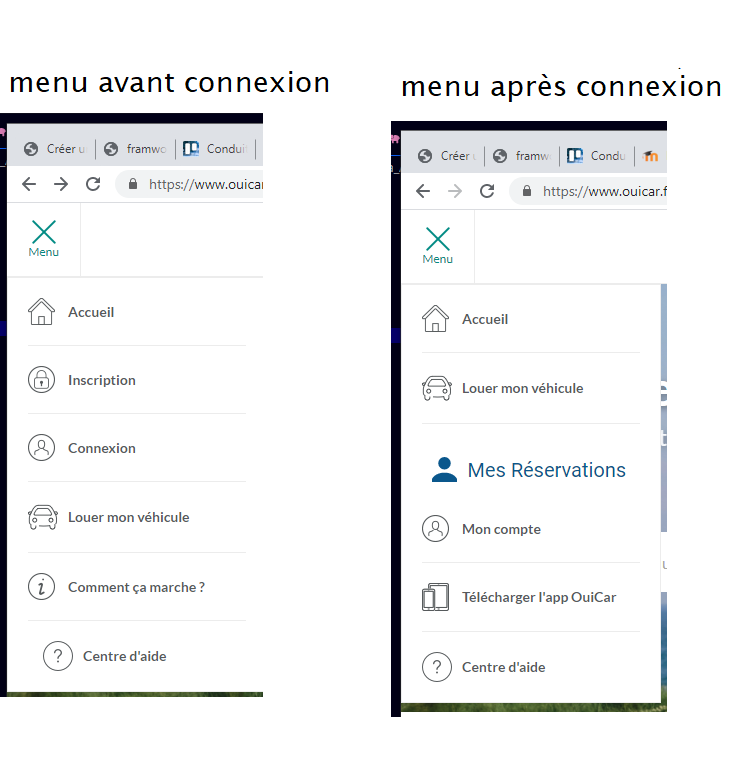 menu avant connexion
Créer u
framwo
Condui
https://www.ouicar
Menu
Accueil
Inscription
Connexion
Louer mon véhicule
Comment ça marche ?
Centre d'aide
menu après connexion
Créer
framw
Condu
https://www.ouicar.f
Menu
Accueil
Louer mon véhicule
Mes Réservations
Mon compte
Télécharger l'app OuiCar
Centre d'aide